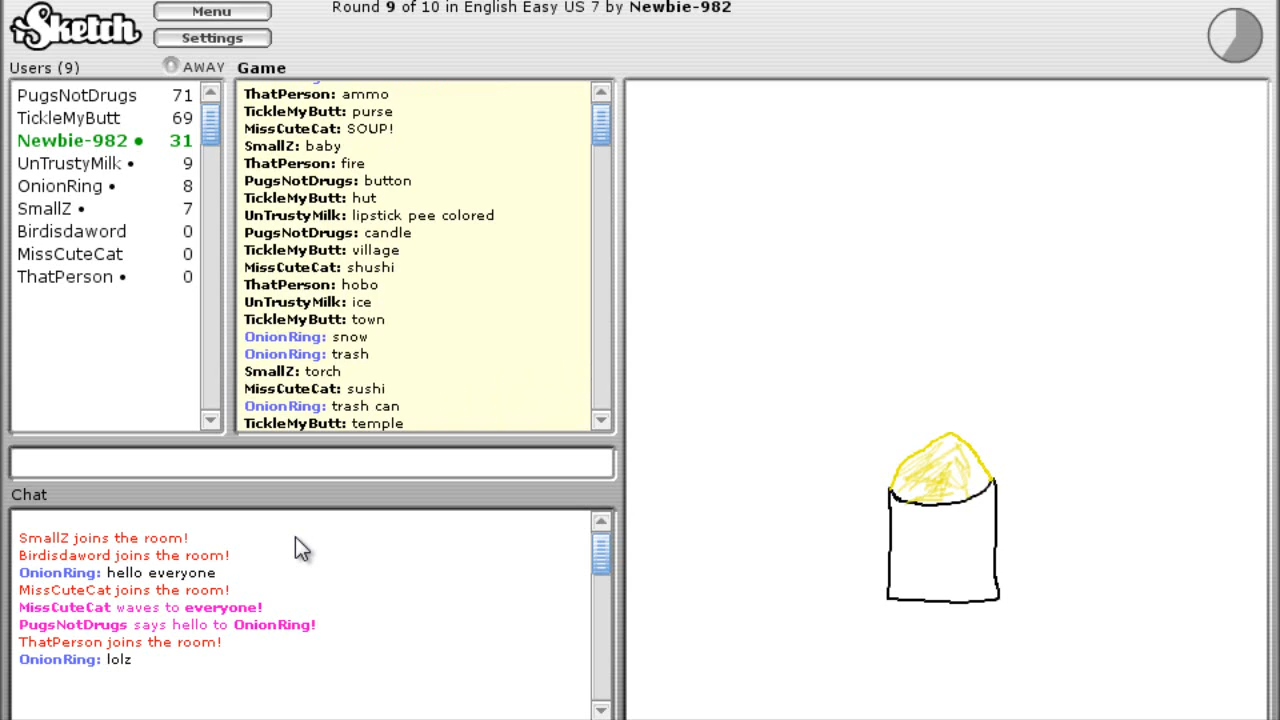 iSketch
Menu
Settings
Round 9 of 10 in English Easy US 7 by Newbie-982
Users (9)
AWAY
Game
PugsNotDrugs 71
TickleMyButt 69
Newbie-982 • 31
UnTrustyMilk • 9
OnionRing • 8
SmallZ • 7
Birdisdaword 0
MissCuteCat 0
ThatPerson • 0
ThatPerson: ammo
TickleMyButt: purse
MissCuteCat: SOUP!
SmallZ: baby
ThatPerson: fire
PugsNotDrugs: button
TickleMyButt: hut
UnTrustyMilk: lipstick pee colored
PugsNotDrugs: candle
TickleMyButt: village
MissCuteCat: shushi
ThatPerson: hobo
UnTrustyMilk: ice
TickleMyButt: town
OnionRing: snow
OnionRing: trash
SmallZ: torch
MissCuteCat: sushi
OnionRing: trash can
TickleMyButt: temple
Chat
SmallZ joins the room!
Birdisdaword joins the room!
OnionRing: hello everyone
MissCuteCat joins the room!
MissCuteCat waves to everyone!
PugsNotDrugs says hello to OnionRing!
ThatPerson joins the room!
OnionRing: lolz